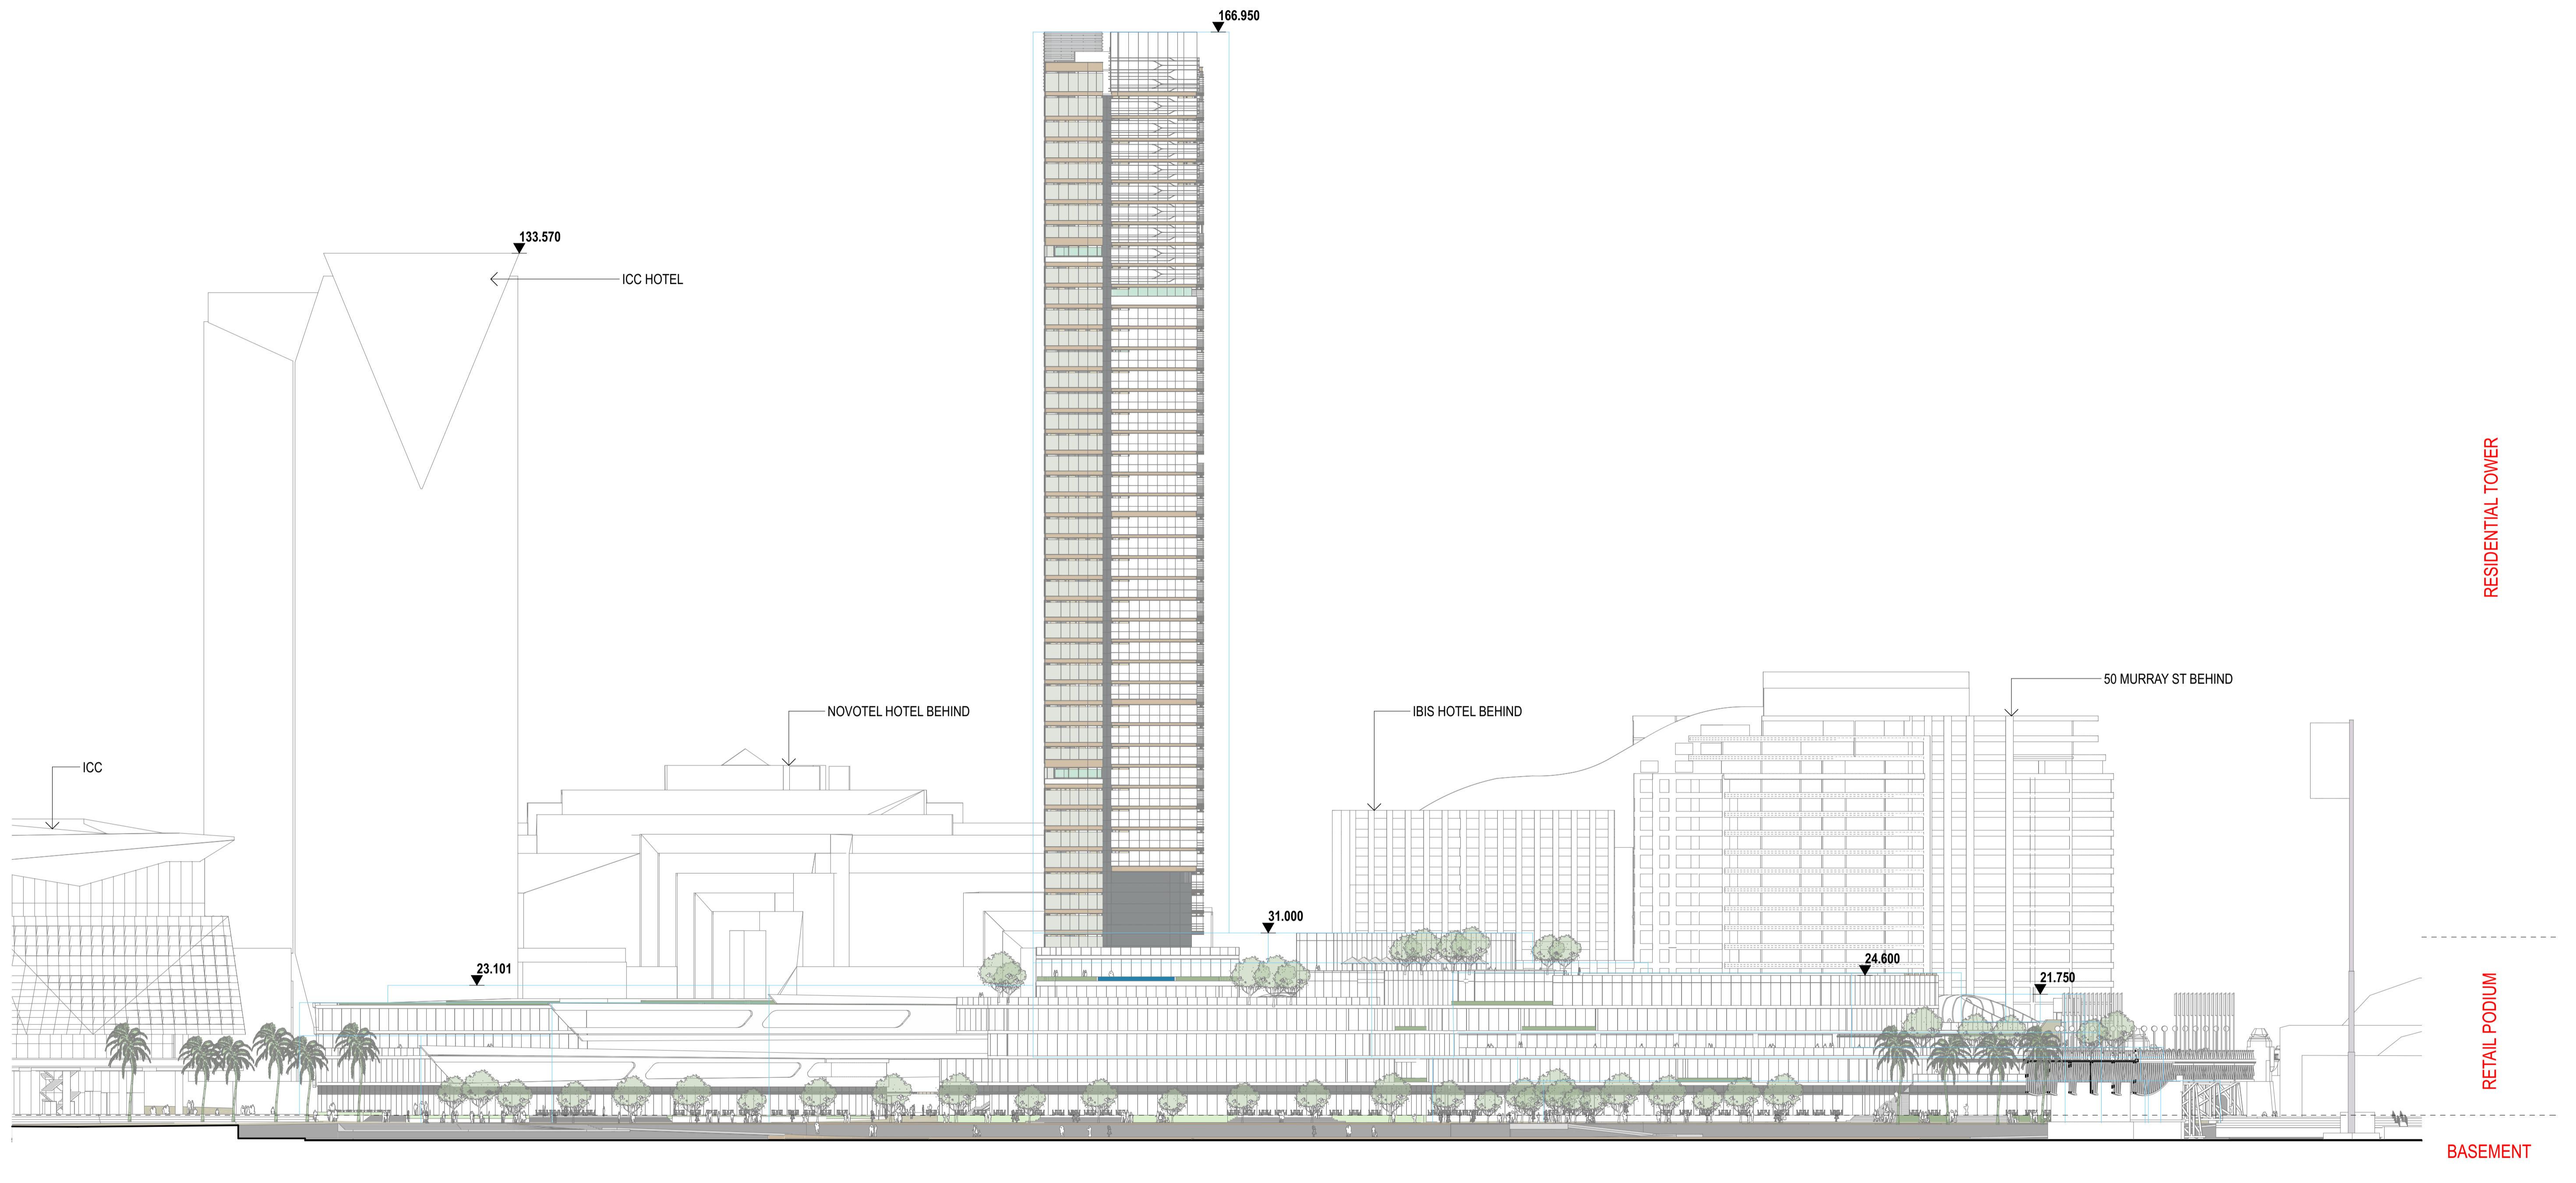 166.950
133.570
ICC HOTEL
RESIDENTIAL TOWER
50 MURRAY ST BEHIND
NOVOTEL HOTEL BEHIND
IBIS HOTEL BEHIND
ICC
31.000
24.600
23.101
21.750
RETAIL PODIUM
BASEMENT